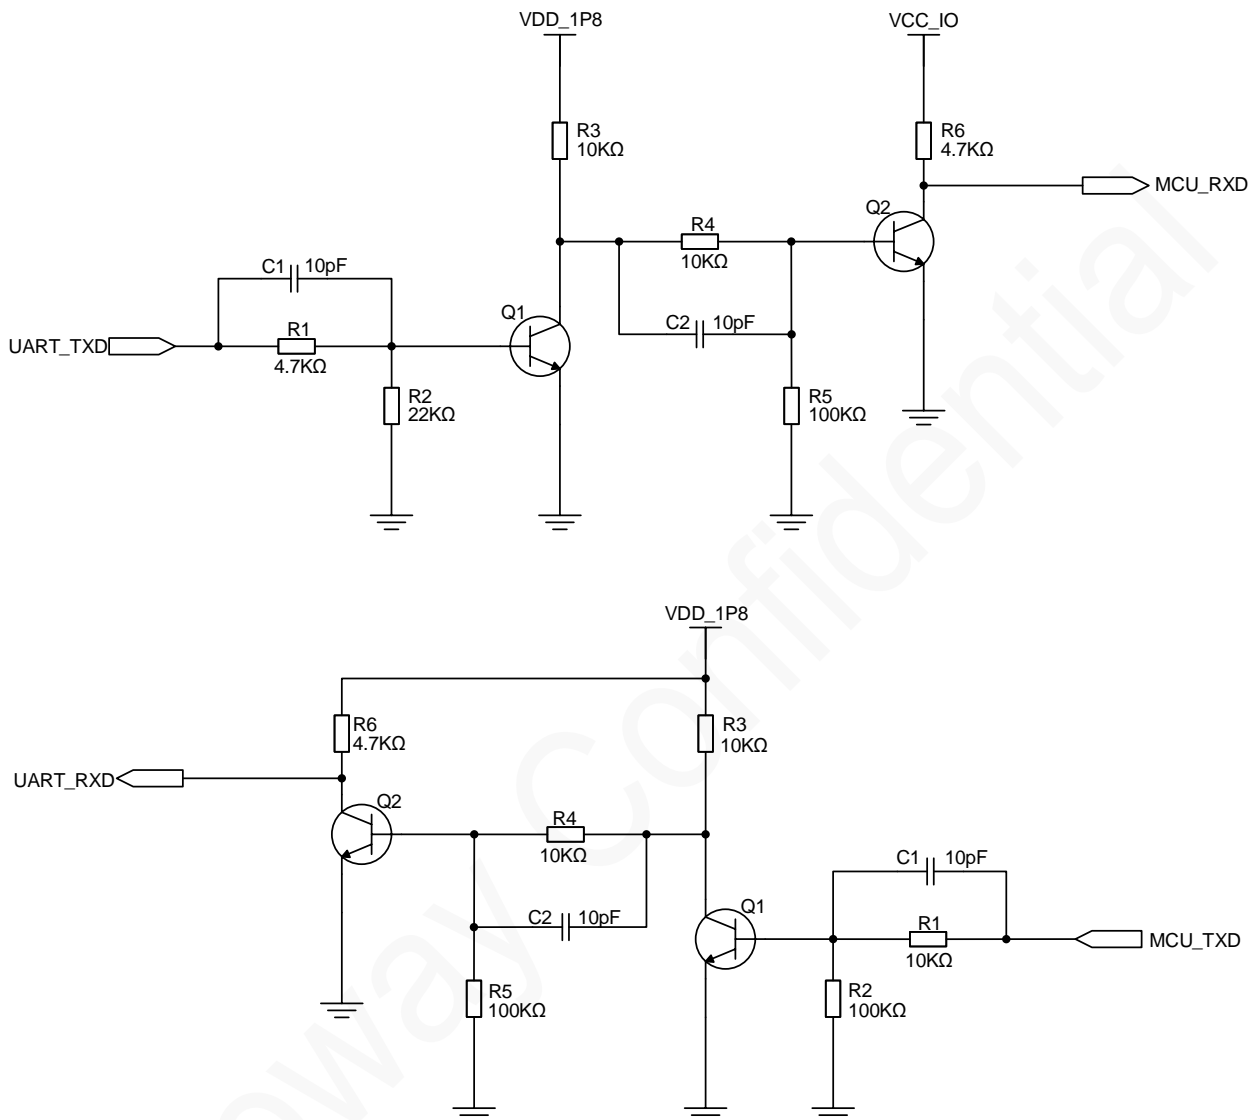 VDD_1P8
VCC_IO
R3
10KΩ
R6
4.7KΩ
MCU_RXD
Q2
R4
10KΩ
C1 10pF
Q1
C2 10pF
UART_TXD
R1
4.7KΩ
R2
22KΩ
R5
100KΩ
VDD_1P8
R6
4.7KΩ
R3
10KΩ
UART_RXD
Q2
R4
10KΩ
C1 10pF
C2 10pF
Q1
R1
10KΩ
MCU_TXD
R5
100KΩ
R2
100KΩ
Confidential